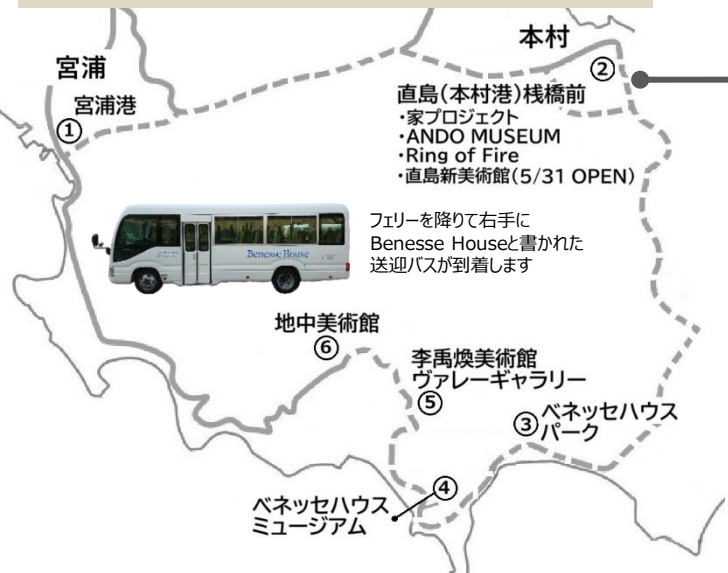 本村
②
宮浦
宮浦港
①
直島（本村港）桟橋前
・家プロジェクト
・ANDO MUSEUM
・Ring of Fire
・直島新美術館（5/31 OPEN）
フェリーを降りて右手に
Benesse Houseと書かれた
送迎バスが到着します
Benesse House
地中美術館
⑥
李禹煥美術館
ヴァレーギャラリー
⑤
③ベネッセハウス
パーク
④
ベネッセハウス
ミュージアム